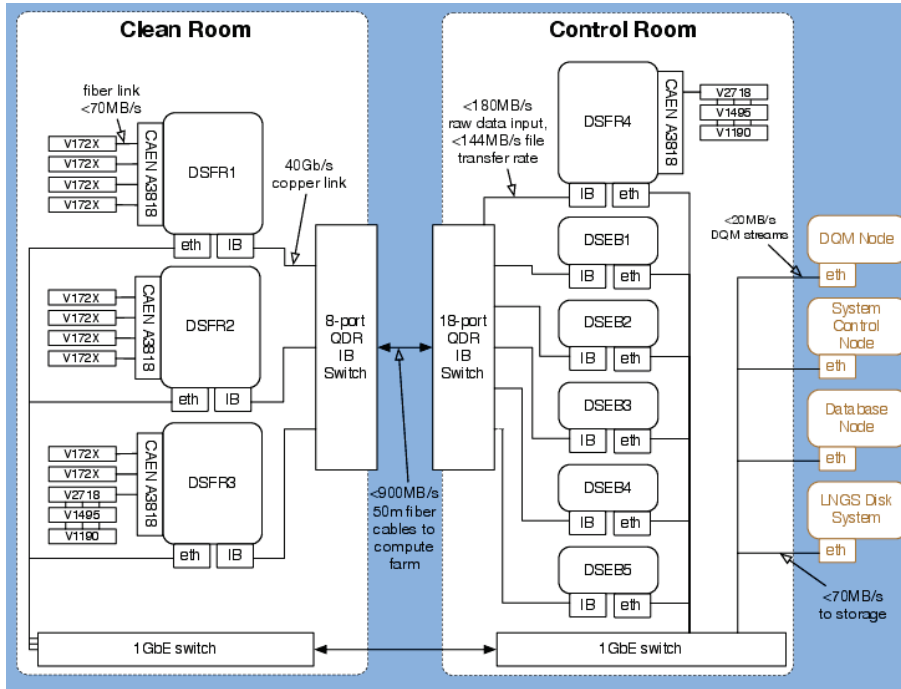 Clean Room
fiber link
<70MB/s
V172X
V172X
V172X
V172X
CAEN A3818
DSFR1
eth
IB
40Gb/s
copper link
V172X
V172X
V172X
V172X
CAEN A3818
DSFR2
eth
IB
V172X
V172X
V2718
V1495
V1190
CAEN A3818
DSFR3
eth
IB
8-port
QDR
IB
Switch
<900MB/s
50m fiber
cables to
compute
farm
1GbE switch
Control Room
<180MB/s
raw data input,
<144MB/s file
transfer rate
DSFR4
CAEN A3818
V2718
V1495
V1190
IB
eth
18-port
QDR
IB
Switch
DSEB1
IB
eth
DSEB2
IB
eth
DSEB3
IB
eth
DSEB4
IB
eth
DSEB5
IB
eth
1GbE switch
<20MB/s
DQM streams
DQM Node
eth
System
Control
Node
eth
Database
Node
eth
LNGS Disk
System
eth
<70MB/s
to storage